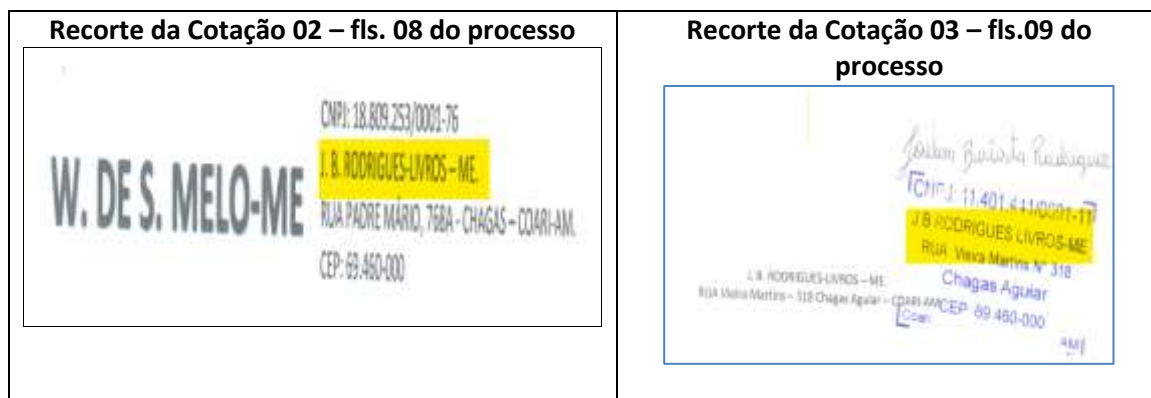 Recorte da Cotação 02 – fls. 08 do processo
W. DE S. MELO-ME
CNPJ: 18.809.253/0001-76
J. B. RODRIGUES-LIVROS – ME.
RUA PADRE MÁRIO, 768A - CHAGAS – COARI-AM.
CEP: 69.460-000
Recorte da Cotação 03 – fls.09 do
processo
Batista Rodrigues
CNPJ: 11.401.441/0001-11
J B RODRIGUES LIVROS-ME
RUA Vieira Martins Nº 318
Chagas Aguiar
CEP 69.460-000
Coari
AM
J. B. RODRIGUES-LIVROS – ME.
RUA Vieira Martins – 318 Chagas Aguiar – COARI-AM